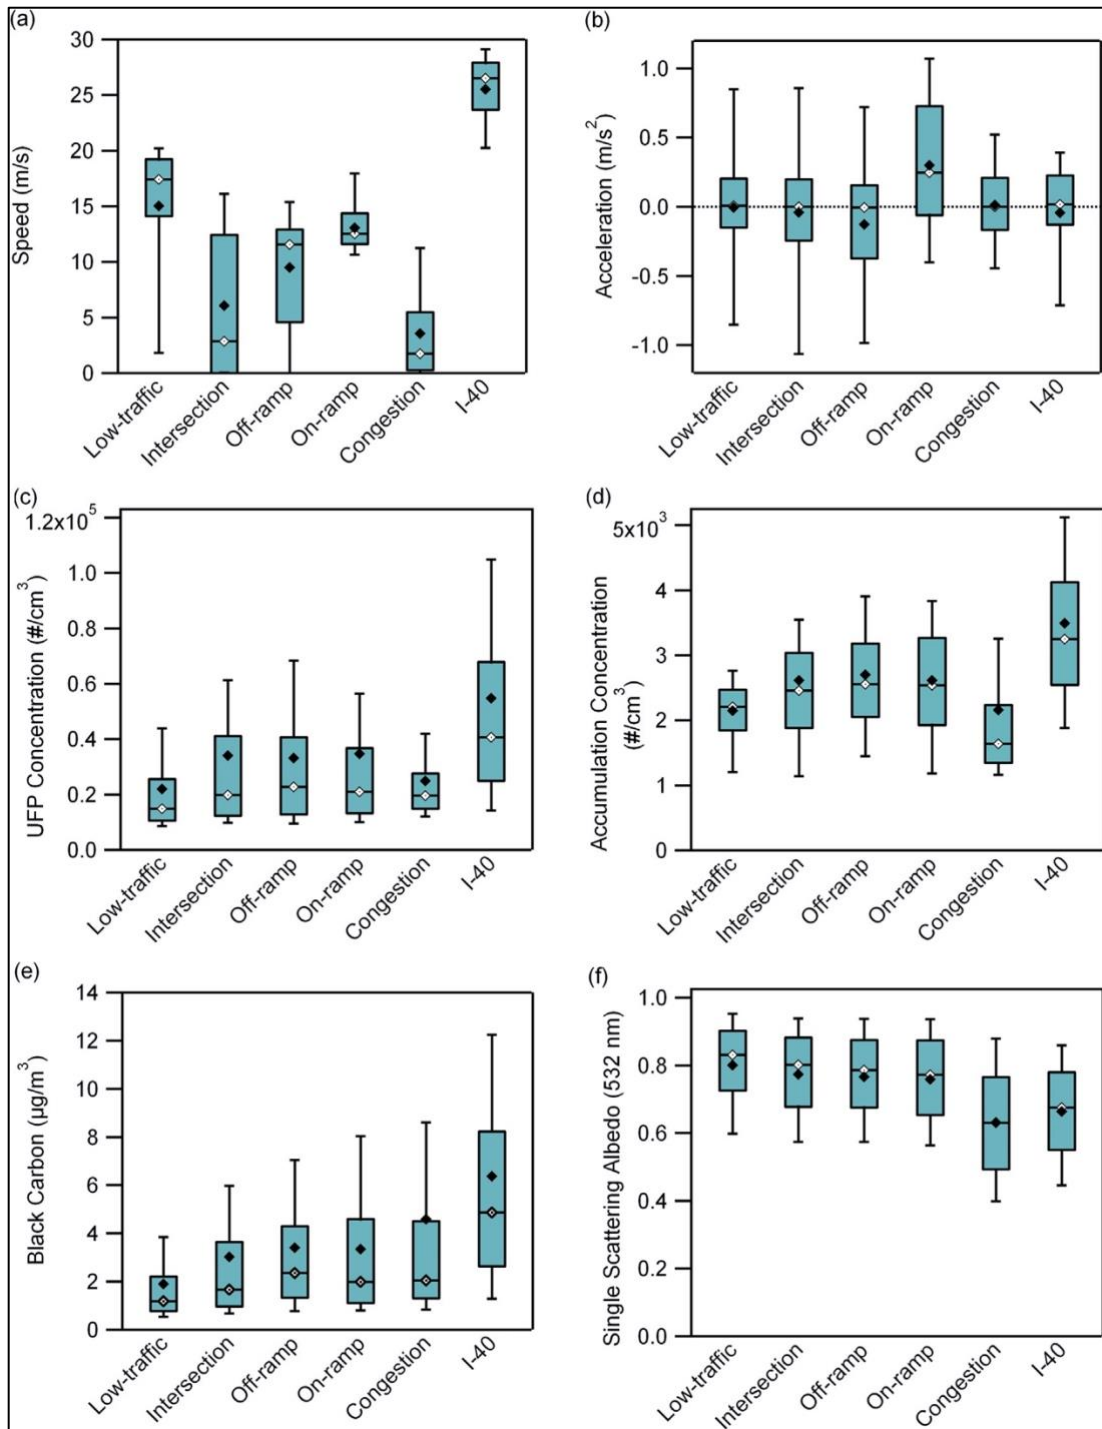 (a)
30
25
20
15
10
5
0
Speed (m/s)
Low-traffic
Intersection
Off-ramp
On-ramp
Congestion
I-40
(b)
1.0
0.5
0.0
-0.5
-1.0
Acceleration (m/s²)
Low-traffic
Intersection
Off-ramp
On-ramp
Congestion
I-40
(c)
1.2x10⁵
1.0
0.8
0.6
0.4
0.2
0.0
UFP Concentration (#/cm³)
Low-traffic
Intersection
Off-ramp
On-ramp
Congestion
I-40
(d)
5x10³
4
3
2
1
0
Accumulation Concentration
(#/cm³)
Low-traffic
Intersection
Off-ramp
On-ramp
Congestion
I-40
(e)
14
12
10
8
6
4
2
0
Black Carbon (µg/m³)
Low-traffic
Intersection
Off-ramp
On-ramp
Congestion
I-40
(f)
1.0
0.8
0.6
0.4
0.2
0.0
Single Scattering Albedo (532 nm)
Low-traffic
Intersection
Off-ramp
On-ramp
Congestion
I-40